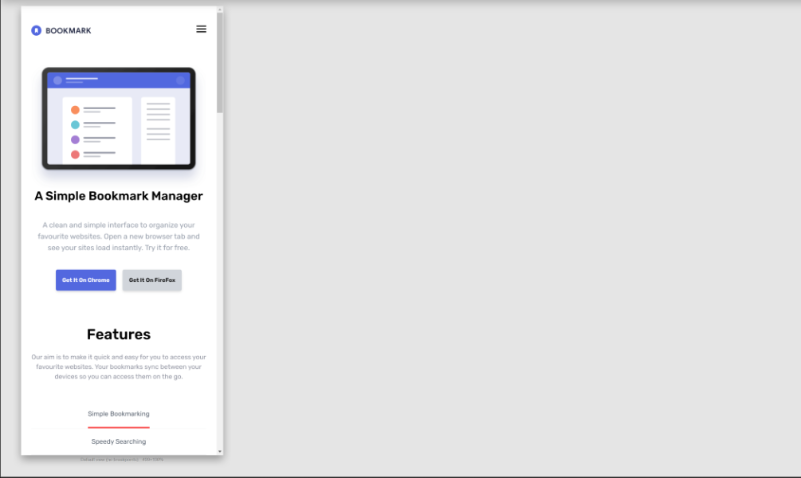 BOOKMARK
A Simple Bookmark Manager
A clean and simple interface to organize your
favourite websites. Open a new browser tab and
see your sites load instantly. Try it for free.
Get It On Chrome
Get It On FireFox
Features
Our aim is to make it quick and easy for you to access your
favourite websites. Your bookmarks sync between your
devices so you can access them on the go.
Simple Bookmarking
Speedy Searching